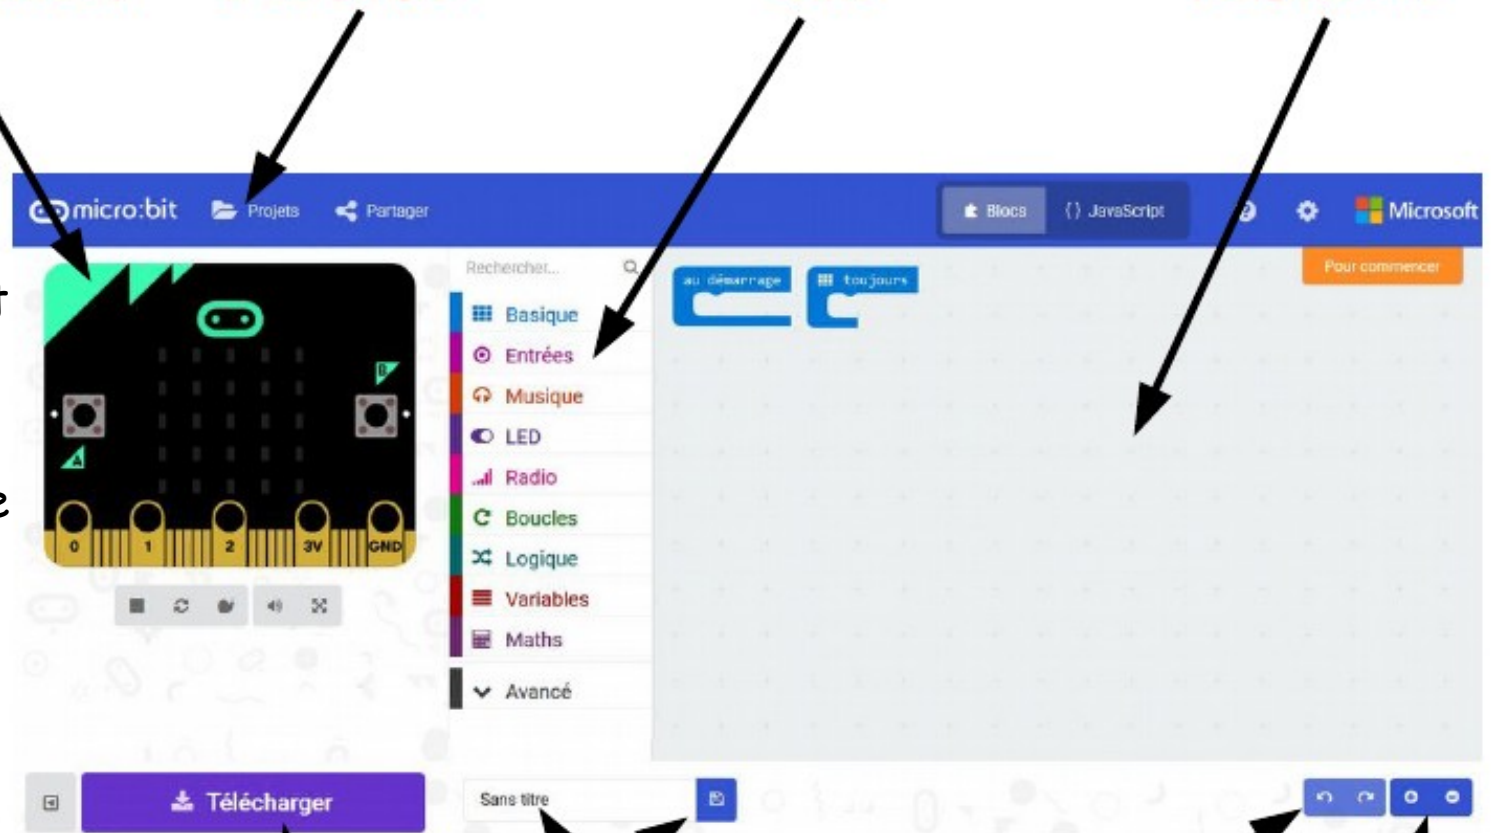 micro:bit
Projets
Partager
Blocs
{} JavaScript
Microsoft
Rechercher...
au démarrage
toujours
Pour commencer
Basique
Entrées
Musique
LED
Radio
Boucles
Logique
Variables
Maths
Avancé
B
A
0 1 2 3V GND
Télécharger
Sans titre